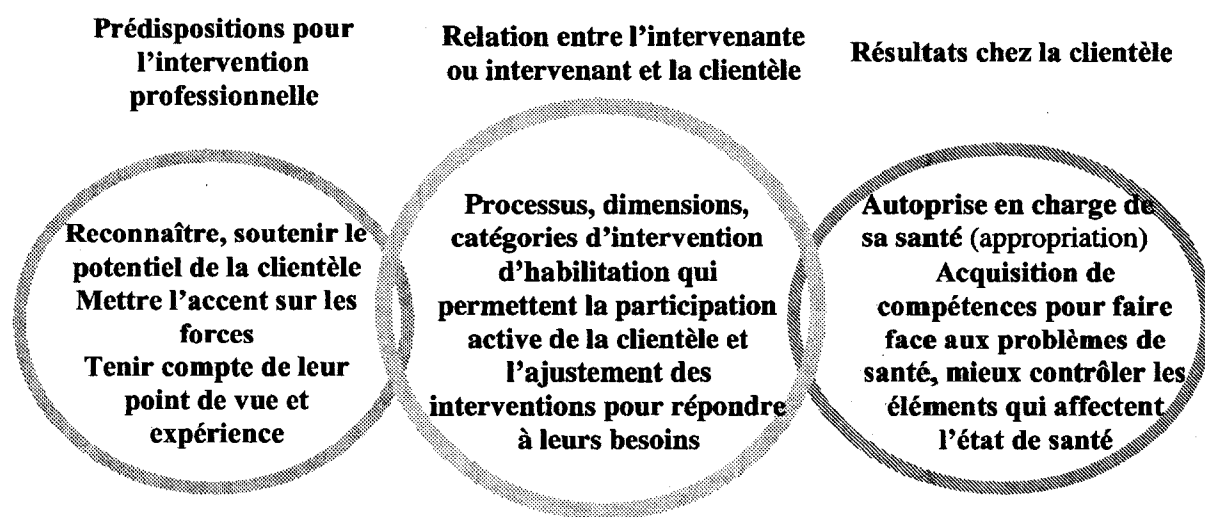 Prédispositions pour
l'intervention
professionnelle
Relation entre l'intervenante
ou intervenant et la clientèle
Résultats chez la clientèle
Reconnaître, soutenir le
potentiel de la clientèle
Mettre l'accent sur les
forces
Tenir compte de leur
point de vue et
expérience
Processus, dimensions,
catégories d'intervention
d'habilitation qui
permettent la participation
active de la clientèle et
l'ajustement des
interventions pour répondre
à leurs besoins
Autoprise en charge de
sa santé (appropriation)
Acquisition de
compétences pour faire
face aux problèmes de
santé, mieux contrôler les
éléments qui affectent
l'état de santé